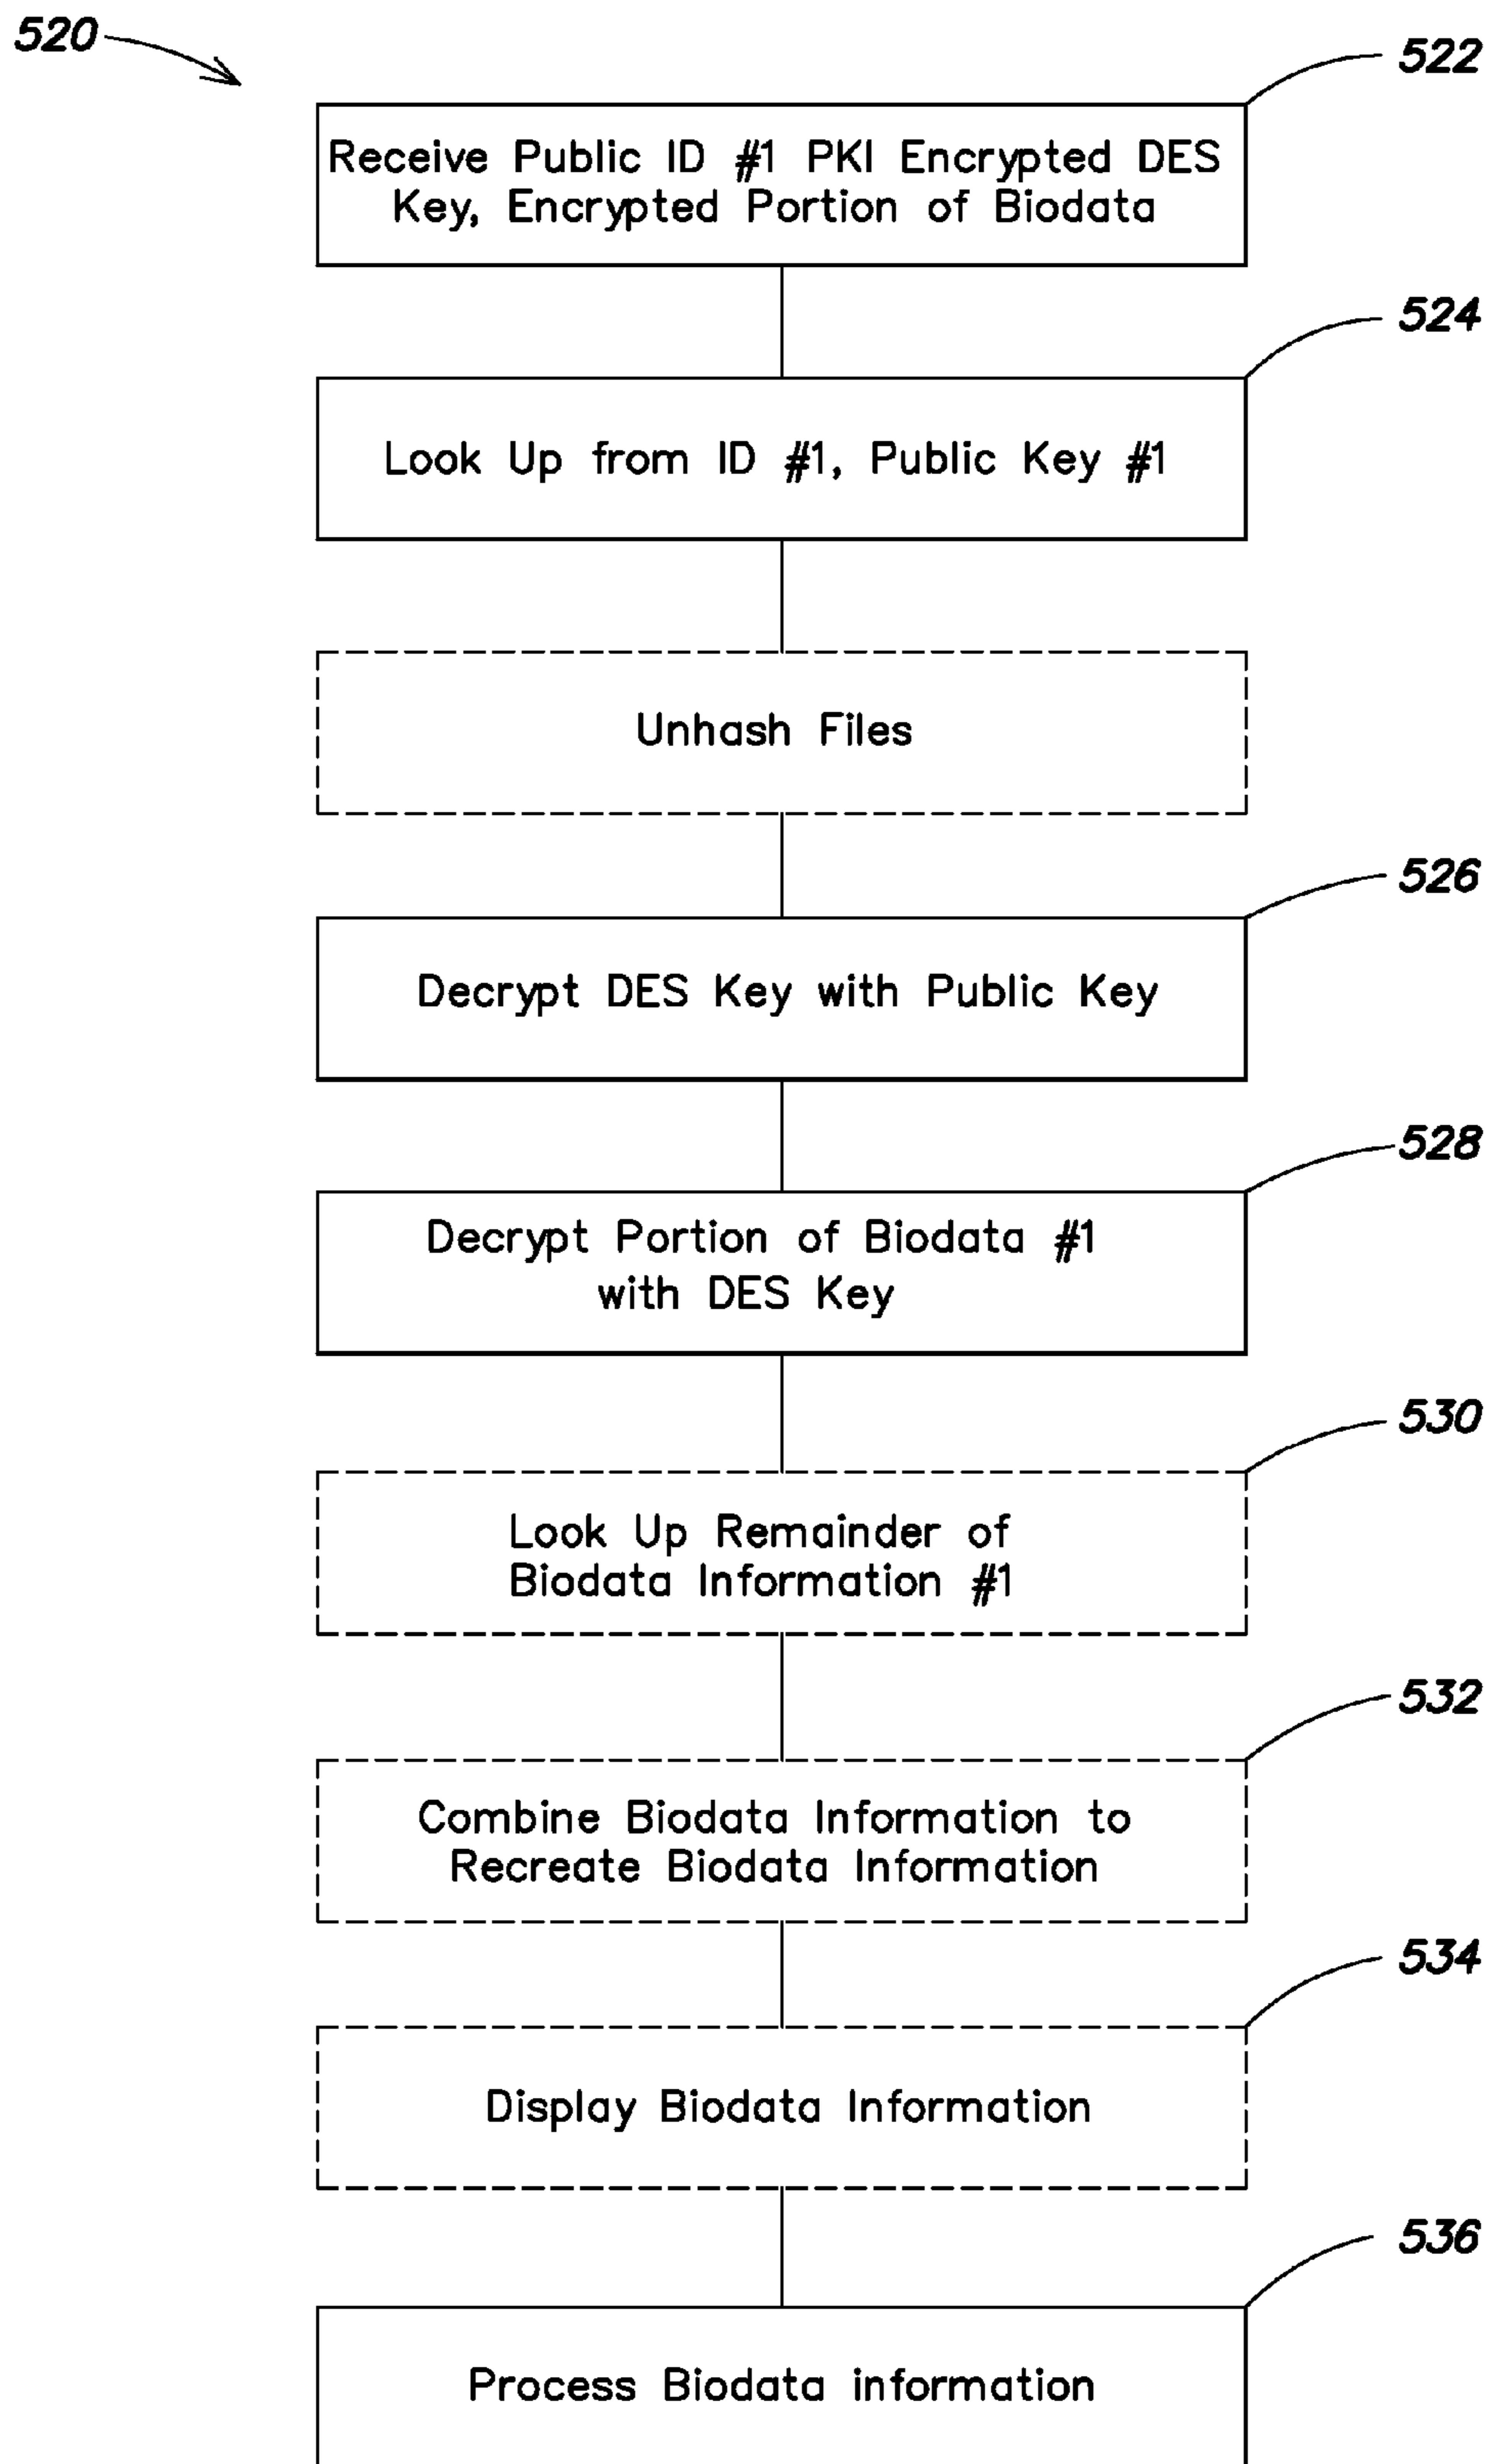 520
522
Receive Public ID #1 PKI Encrypted DES
Key, Encrypted Portion of Biodata
524
Look Up from ID #1, Public Key #1
Unhash Files
526
Decrypt DES Key with Public Key
528
Decrypt Portion of Biodata #1
with DES Key
530
Look Up Remainder of
Biodata Information #1
532
Combine Biodata Information to
Recreate Biodata Information
534
Display Biodata Information
536
Process Biodata information